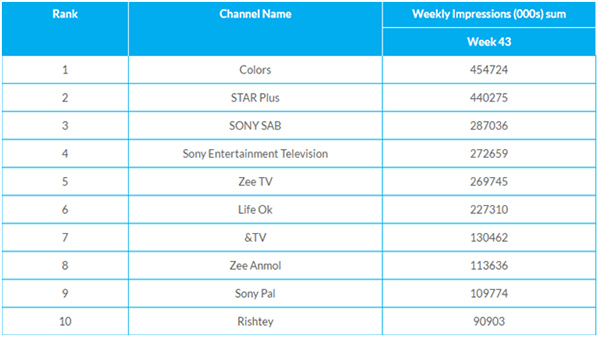 Rank Channel Name Weekly Impressions (000s) sum
Week 43
1 Colors 454724
2 STAR Plus 440275
3 SONY SAB 287036
4 Sony Entertainment Television 272659
5 Zee TV 269745
6 Life Ok 227310
7 &TV 130462
8 Zee Anmol 113636
9 Sony Pal 109774
10 Rishtey 90903